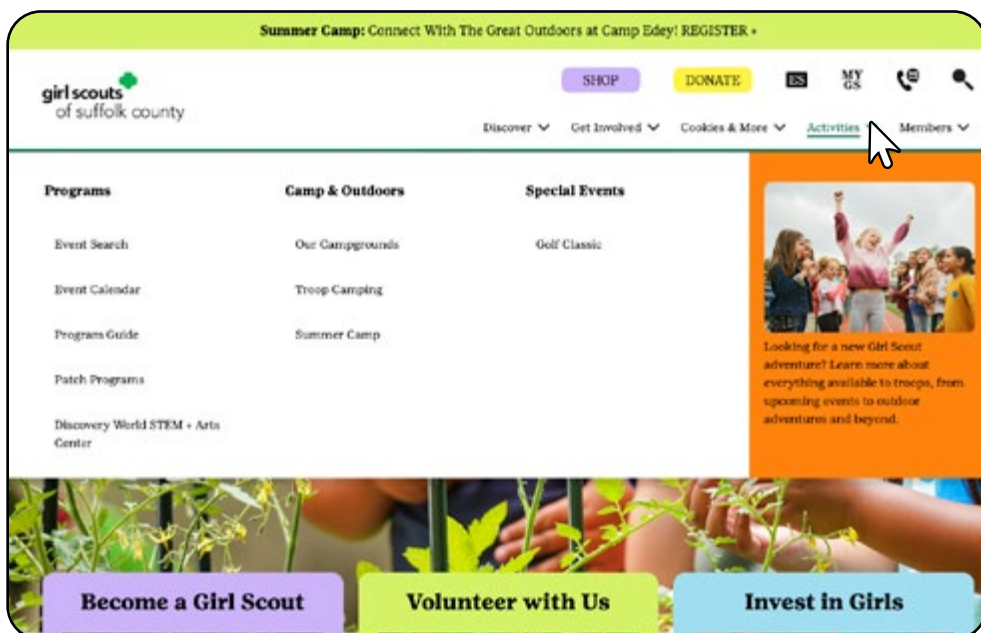 Summer Camp: Connect With The Great Outdoors at Camp Edey! REGISTER »
girl scouts
of suffolk county
SHOP
DONATE
ES
MY
GS
Discover
Get Involved
Cookies & More
Activities
Members
Programs
Event Search
Event Calendar
Program Guide
Patch Programs
Discovery World STEM + Arts
Center
Camp & Outdoors
Our Campgrounds
Troop Camping
Summer Camp
Special Events
Golf Classic
Looking for a new Girl Scout
adventure? Learn more about
everything available to troops, from
upcoming events to outdoor
adventures and beyond.
Become a Girl Scout
Volunteer with Us
Invest in Girls